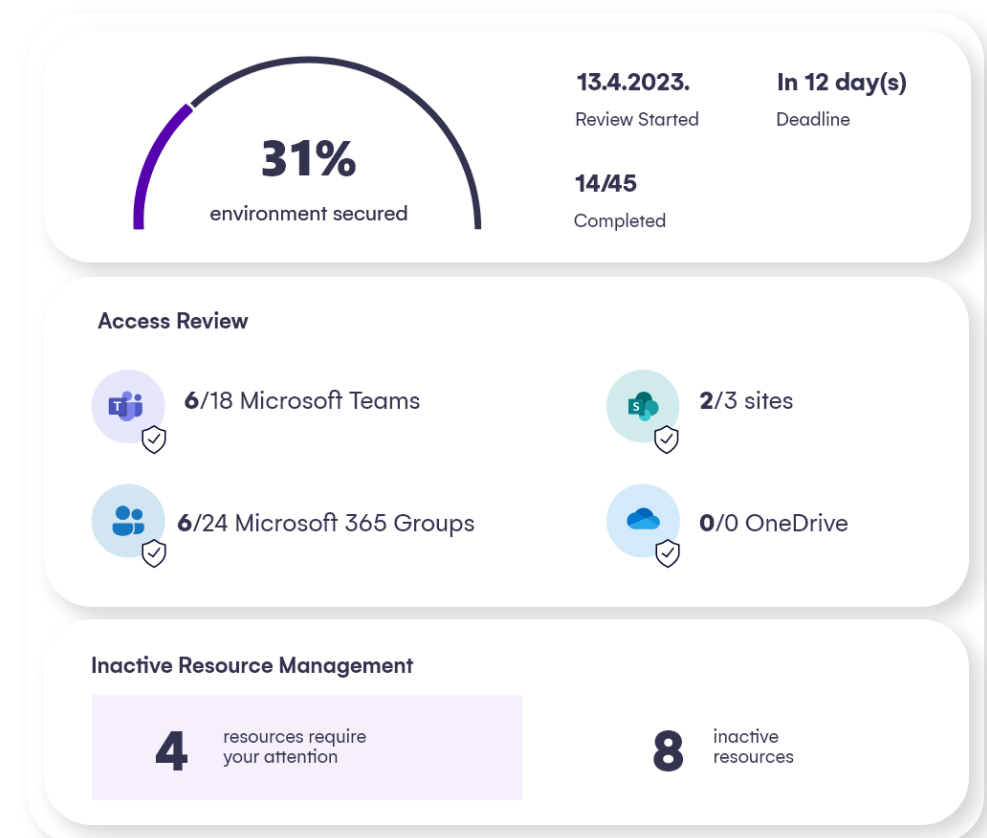 31%
environment secured
13.4.2023.
Review Started
In 12 day(s)
Deadline
14/45
Completed
Access Review
T
6/18 Microsoft Teams
S
2/3 sites
6/24 Microsoft 365 Groups
0/0 OneDrive
Inactive Resource Management
4
resources require
your attention
8
inactive
resources